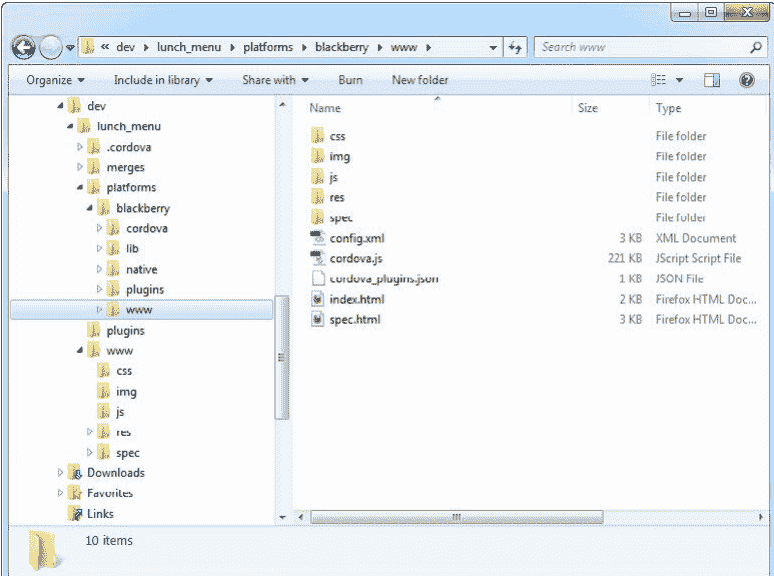 « dev lunch_menu platforms blackberry www Search www
Organize Include in library Share with Burn New folder
dev
lunch_menu
.cordova
merges
platforms
blackberry
cordova
lib
native
plugins
www
plugins
www
css
img
js
res
spec
Downloads
Favorites
Links
Name Size Type
css File folder
img File folder
js File folder
res File folder
spec File folder
config.xml 3 KB XML Document
cordova.js 221 KB JScript Script File
cordova_plugins.json 1 KB JSON File
index.html 2 KB Firefox HTML Doc...
spec.html 3 KB Firefox HTML Doc...
10 items